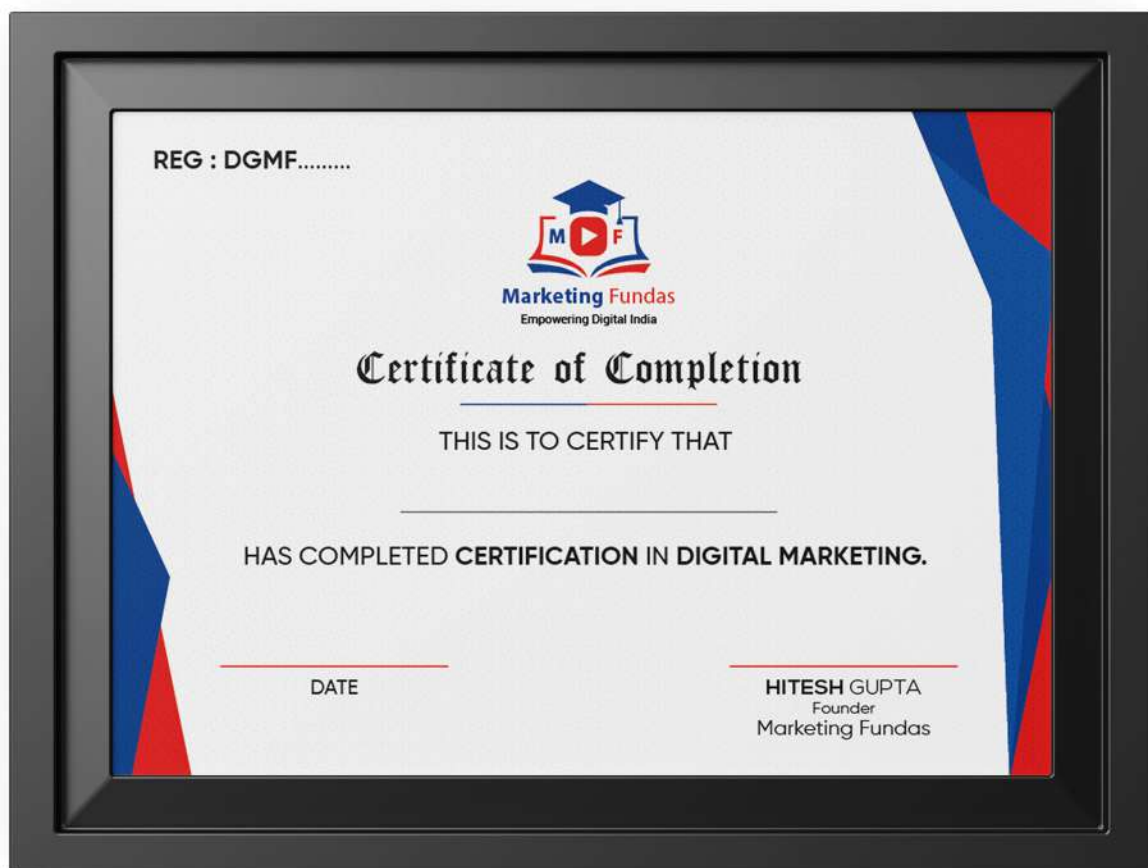 REG : DGMF.........
M F
Marketing Fundas
Empowering Digital India
Certificate of Completion
THIS IS TO CERTIFY THAT
HAS COMPLETED CERTIFICATION IN DIGITAL MARKETING.
DATE
HITESH GUPTA
Founder
Marketing Fundas